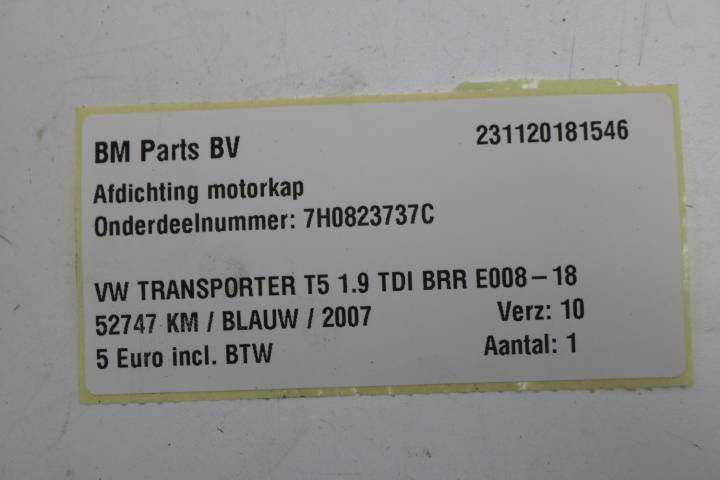 BM Parts BV 231120181546
Afdichting motorkap
Onderdeelnummer: 7H0823737C
VW TRANSPORTER T5 1.9 TDI BRR E008-18
52747 KM / BLAUW / 2007 Verz: 10
5 Euro incl. BTW Aantal: 1